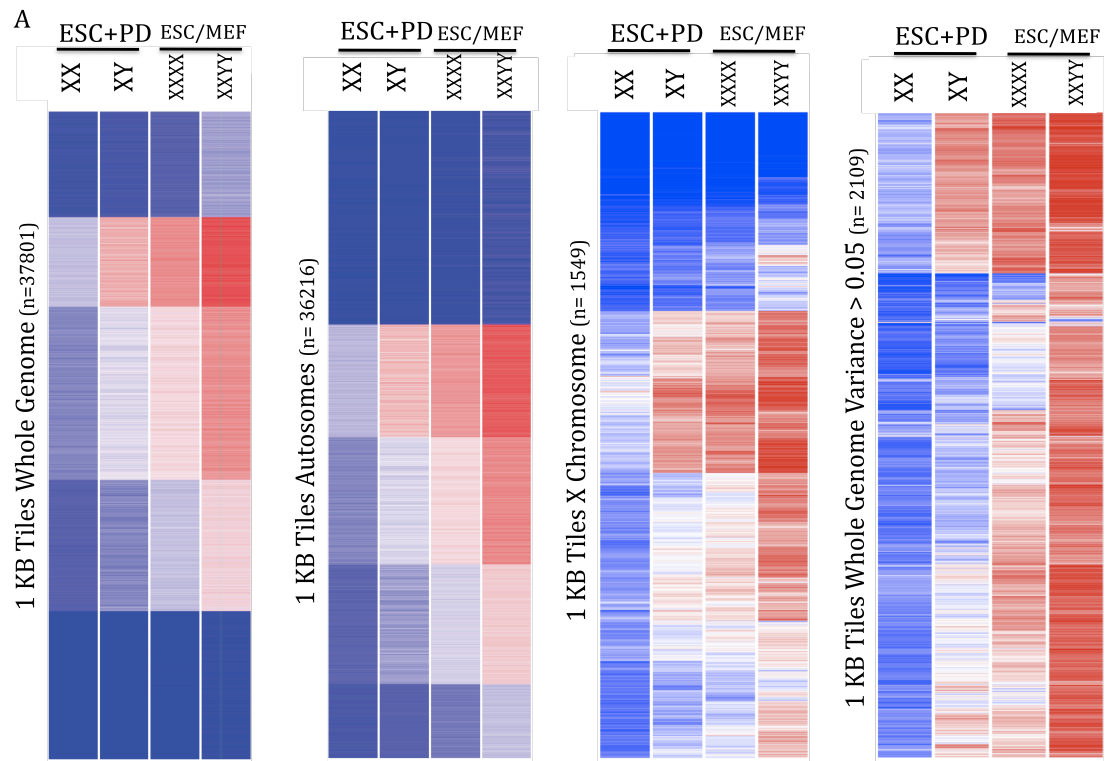 A
ESC+PD ESC/MEF
XX XY XXXX XXYY
1 KB Tiles Whole Genome (n=37801)
ESC+PD ESC/MEF
XX XY XXXX XXYY
1 KB Tiles Autosomes (n= 36216)
ESC+PD ESC/MEF
XX XY XXXX XXYY
1 KB Tiles X Chromosome (n= 1549)
ESC+PD ESC/MEF
XX XY XXXX XXYY
1 KB Tiles Whole Genome Variance > 0.05 (n= 2109)